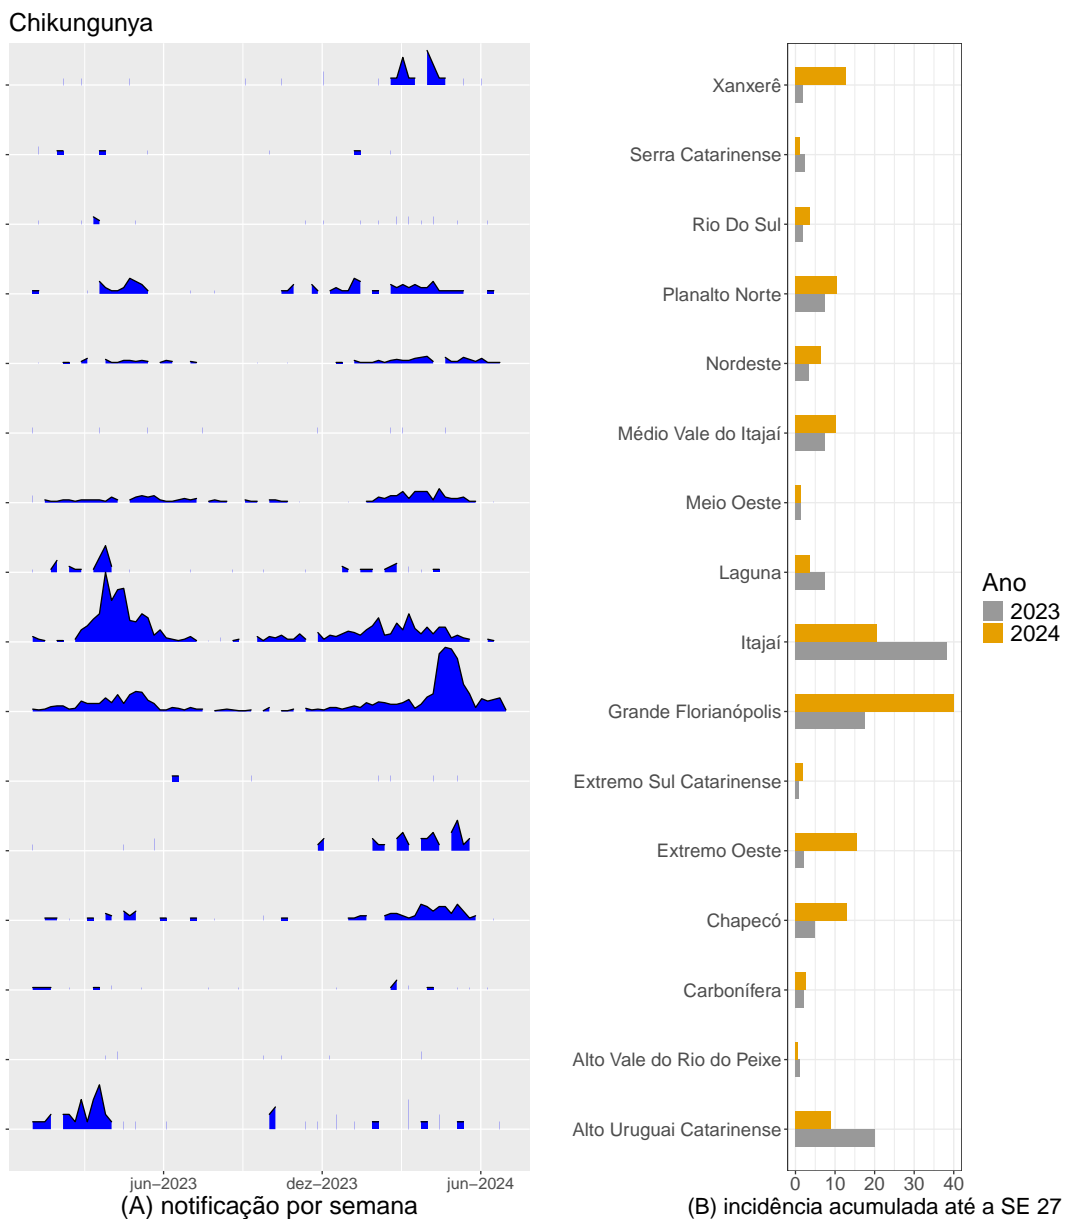 Chikungunya
Xanxerê
Serra Catarinense
Rio Do Sul
Planalto Norte
Nordeste
Médio Vale do Itajaí
Meio Oeste
Laguna
Itajaí
Grande Florianópolis
Extremo Sul Catarinense
Extremo Oeste
Chapecó
Carbonífera
Alto Vale do Rio do Peixe
Alto Uruguai Catarinense
Ano
2023
2024
jun−2023 dez−2023 jun−2024
(A) notificação por semana
0 10 20 30 40
(B) incidência acumulada até a SE 27